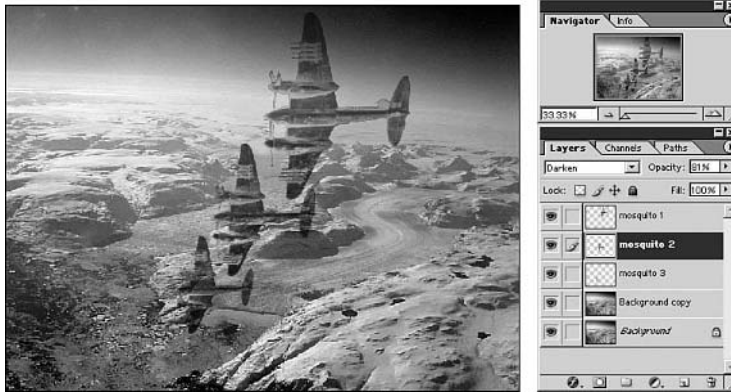 Navigator Info
33.33%
Layers Channels Paths
Darken Opacity: 81%
Lock: Fill: 100%
mosquito 1
mosquito 2
mosquito 3
Background copy
Background